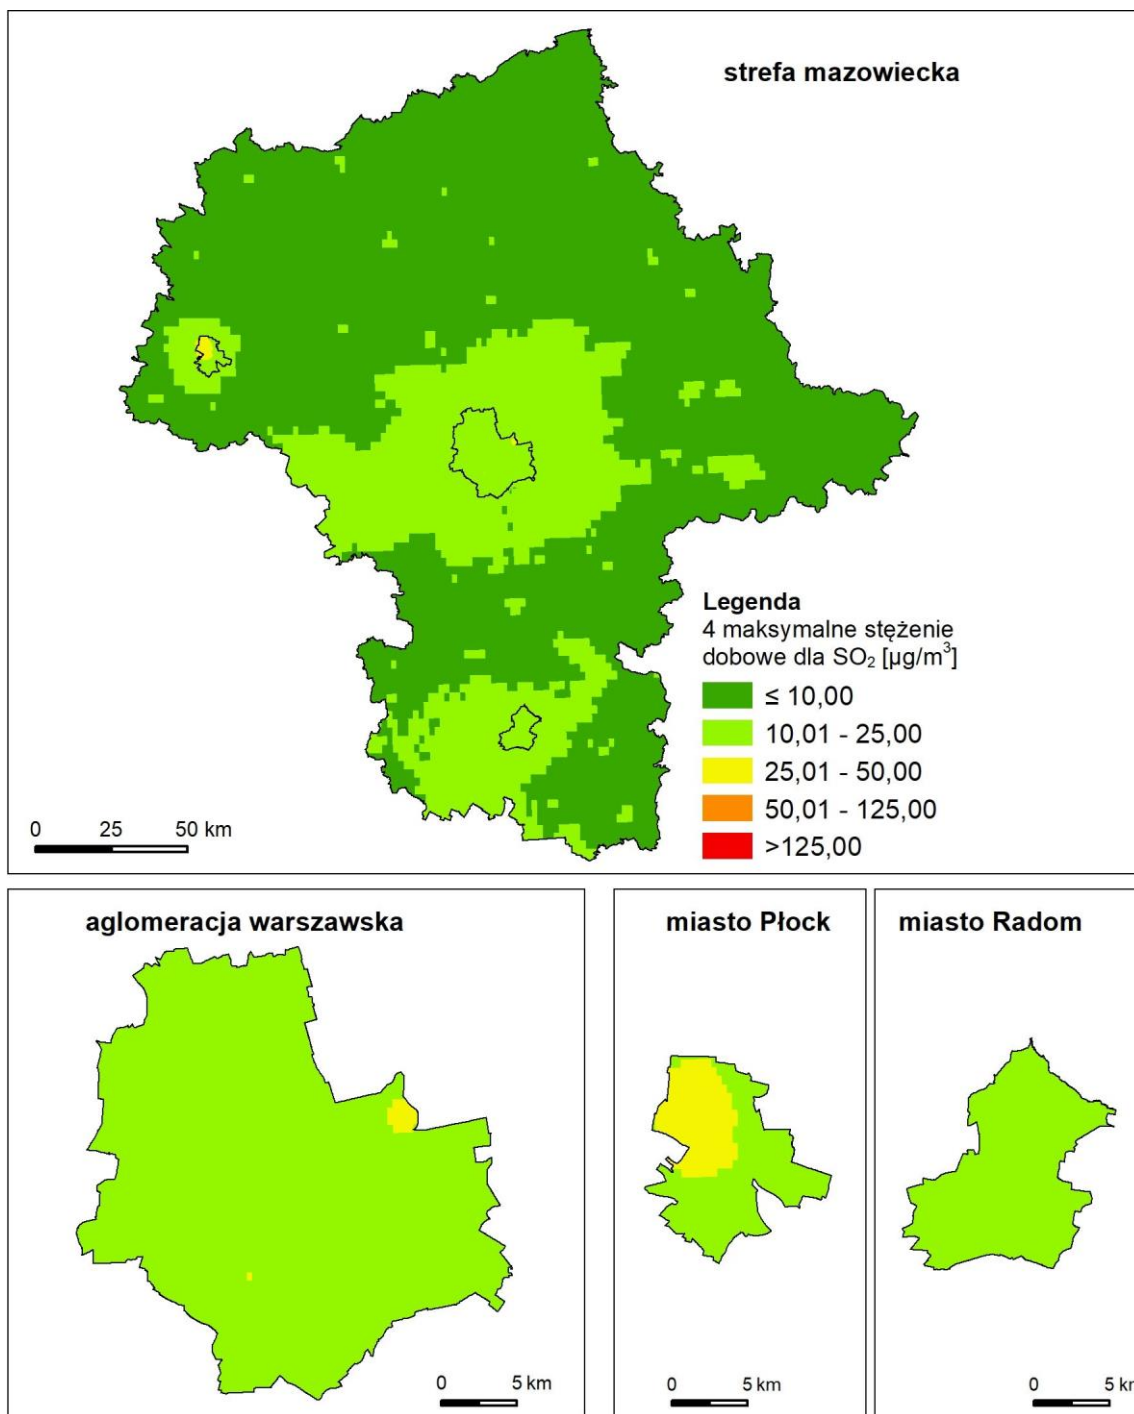 strefa mazowiecka
Legenda
4 maksymalne stężenie
dobowe dla SO₂ [µg/m³]
≤ 10,00
10,01 - 25,00
25,01 - 50,00
50,01 - 125,00
>125,00
0 25 50 km
aglomeracja warszawska
0 5 km
miasto Płock
0 5 km
miasto Radom
0 5 km